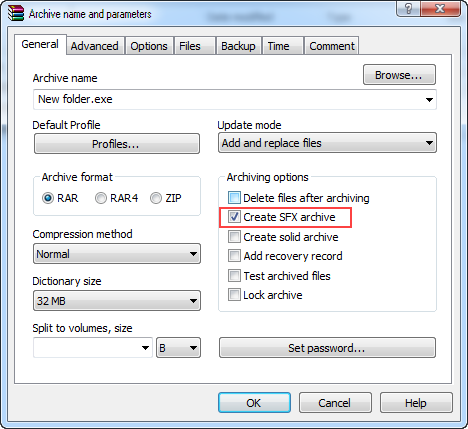 Archive name and parameters
General Advanced Options Files Backup Time Comment
Archive name
Browse...
New folder.exe
Default Profile
Profiles...
Update mode
Add and replace files
Archive format
RAR RAR4 ZIP
Compression method
Normal
Dictionary size
32 MB
Split to volumes, size
B
Archiving options
Delete files after archiving
Create SFX archive
Create solid archive
Add recovery record
Test archived files
Lock archive
Set password...
OK Cancel Help